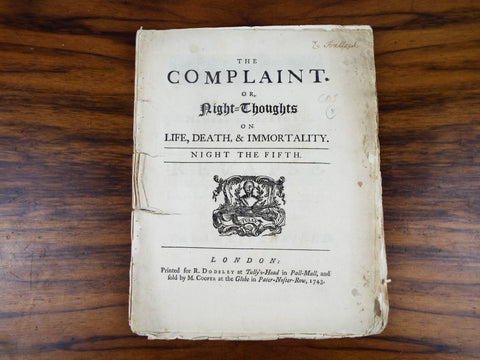 THE
COMPLAINT.
OR,
Night-Thoughts
ON
LIFE, DEATH, & IMMORTALITY.
NIGHT THE FIFTH.
LONDON:
Printed for R. DODSLEY at Tully's-Head in Pall-Mall, and
sold by M. COOPER at the Globe in Pater-Noster-Row, 1743.